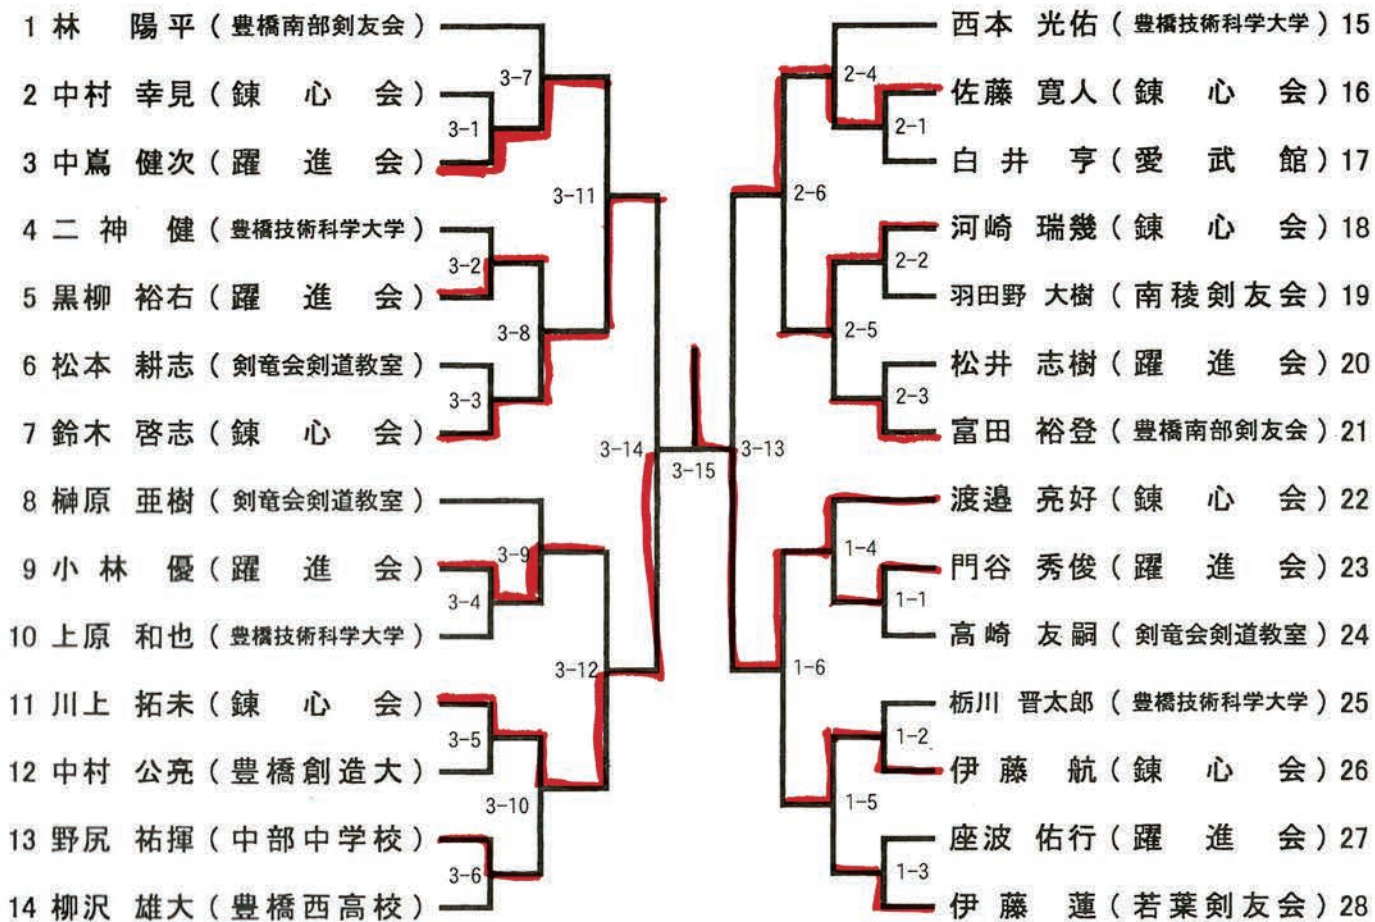 1 林 陽平 (豊橋南部剣友会)
2 中村 幸見 (錬心会)
3 中嶌 健次 (躍進会)
4 二神 健 (豊橋技術科学大学)
5 黒柳 裕右 (躍進会)
6 松本 耕志 (剣竜会剣道教室)
7 鈴木 啓志 (錬心会)
8 榊原 亜樹 (剣竜会剣道教室)
9 小林 優 (躍進会)
10 上原 和也 (豊橋技術科学大学)
11 川上 拓未 (錬心会)
12 中村 公亮 (豊橋創造大)
13 野尻 祐揮 (中部中学校)
14 柳沢 雄大 (豊橋西高校)
3-7
3-1
3-11
3-2
3-8
3-3
3-14
3-9
3-4
3-12
3-5
3-10
3-6
3-15
3-13
2-4
2-1
2-6
2-2
2-5
2-3
1-4
1-1
1-6
1-2
1-5
1-3
西本 光佑 (豊橋技術科学大学) 15
佐藤 寛人 (錬心会) 16
白井 亨 (愛武館) 17
河崎 瑞幾 (錬心会) 18
羽田野 大樹 (南稜剣友会) 19
松井 志樹 (躍進会) 20
富田 裕登 (豊橋南部剣友会) 21
渡邉 亮好 (錬心会) 22
門谷 秀俊 (躍進会) 23
高崎 友嗣 (剣竜会剣道教室) 24
栃川 晋太郎 (豊橋技術科学大学) 25
伊藤 航 (錬心会) 26
座波 佑行 (躍進会) 27
伊藤 蓮 (若葉剣友会) 28